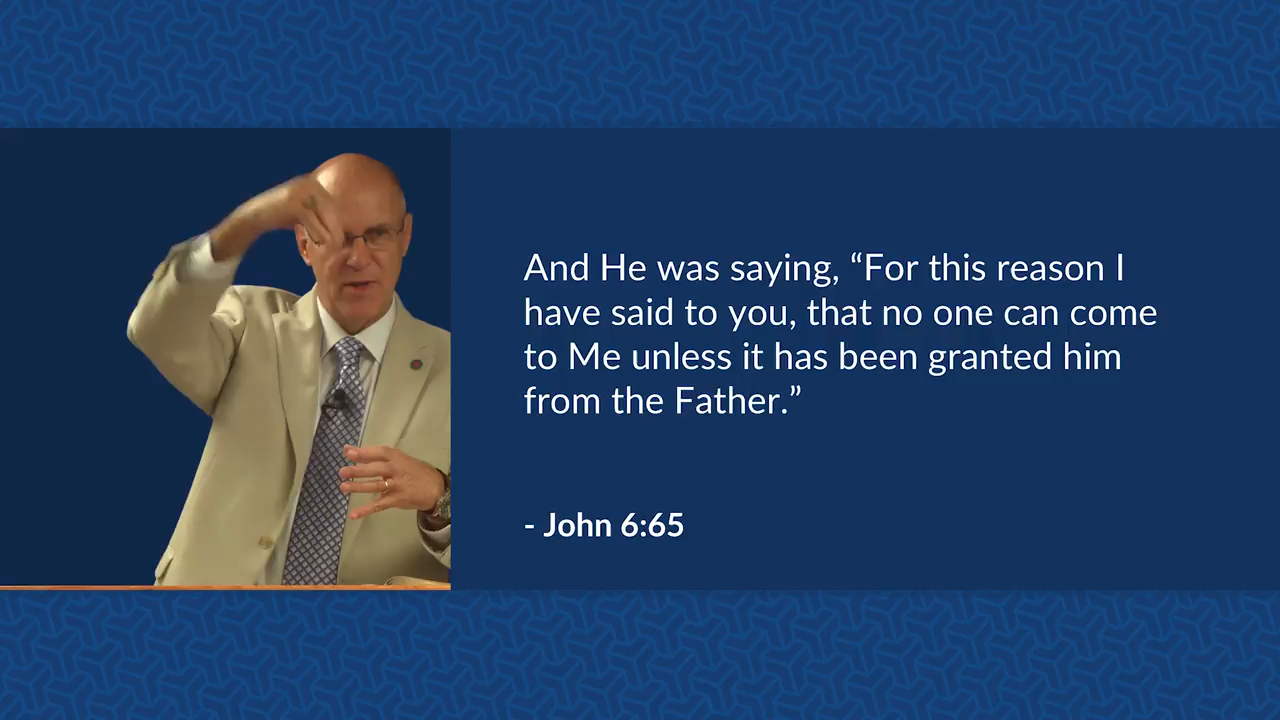 And He was saying, “For this reason I
have said to you, that no one can come
to Me unless it has been granted him
from the Father.”
- John 6:65